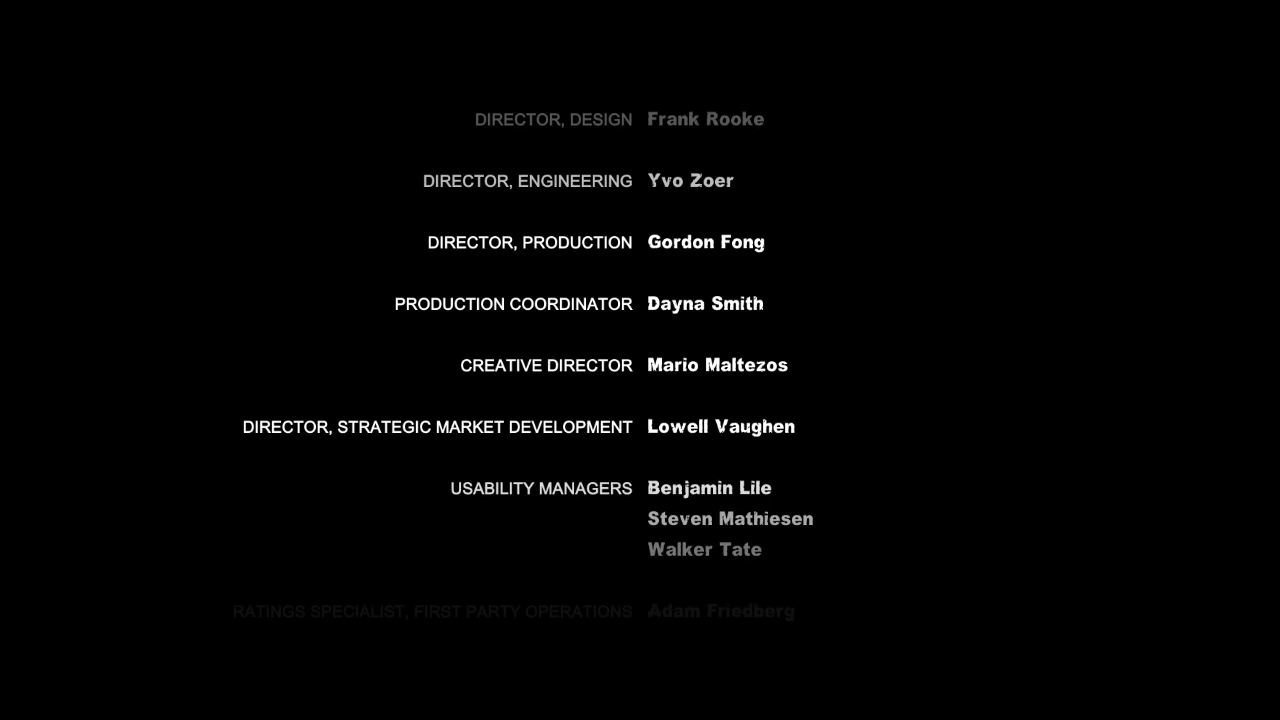 DIRECTOR, DESIGN Frank Rooke
DIRECTOR, ENGINEERING Yvo Zoer
DIRECTOR, PRODUCTION Gordon Fong
PRODUCTION COORDINATOR Dayna Smith
CREATIVE DIRECTOR Mario Maltezos
DIRECTOR, STRATEGIC MARKET DEVELOPMENT Lowell Vaughen
USABILITY MANAGERS Benjamin Lile
Steven Mathiesen
Walker Tate
RATINGS SPECIALIST, FIRST PARTY OPERATIONS Adam Friedberg